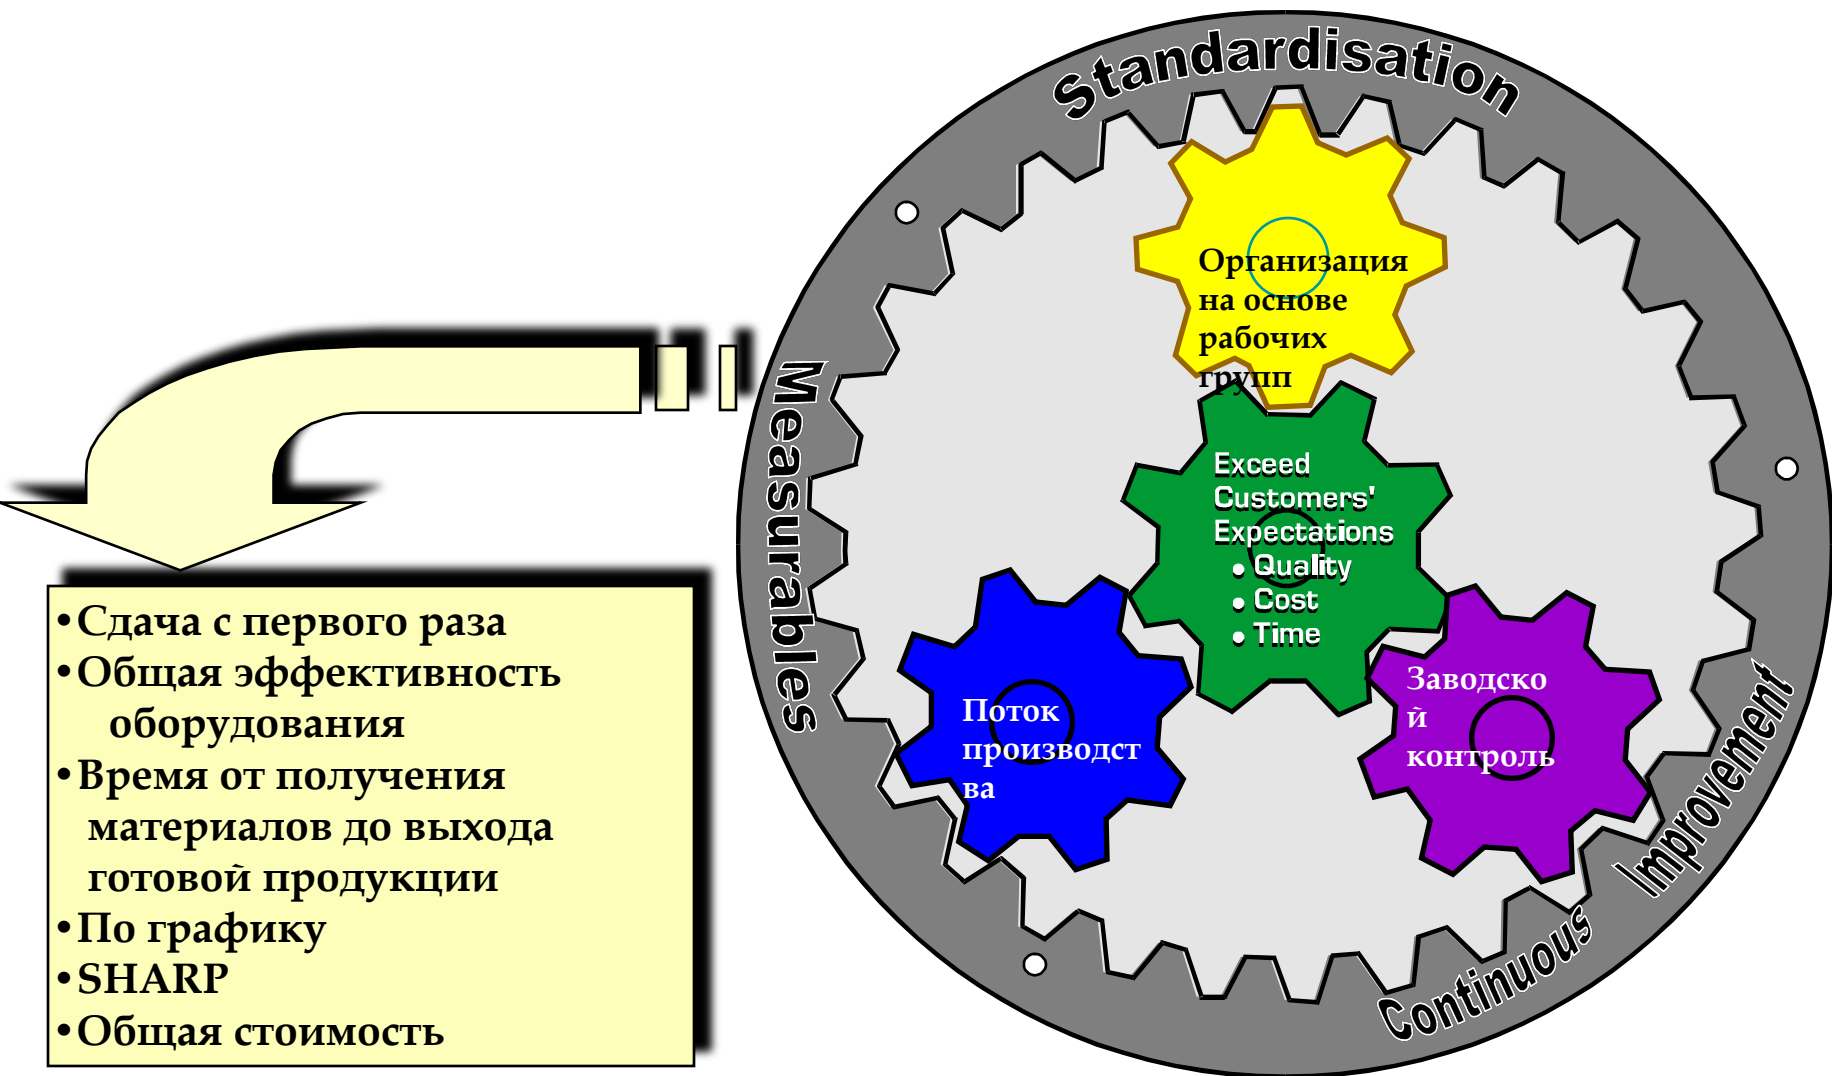 Standardisation
Measurables
Continuous
Improvement
Организация
на основе
рабочих
групп
Exceed
Customers'
Expectations
• Quality
• Cost
• Time
Поток
производст
ва
Заводско
й
контроль
•Сдача с первого раза
•Общая эффективность
оборудования
•Время от получения
материалов до выхода
готовой продукции
•По графику
•SHARP
•Общая стоимость